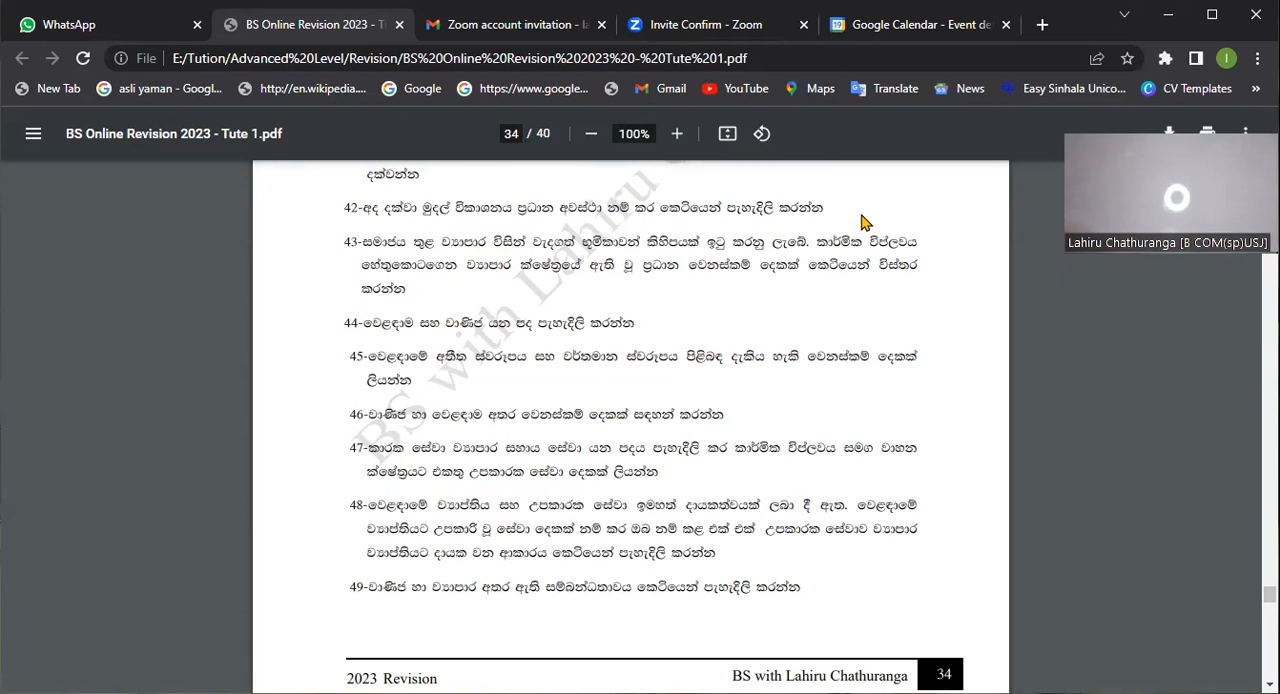 WhatsApp
BS Online Revision 2023 - T
Zoom account invitation - l
Invite Confirm - Zoom
Google Calendar - Event de
File E:/Tution/Advanced%20Level/Revision/BS%20Online%20Revision%202023%20-%20Tute%201.pdf
New Tab asli yaman - Googl... http://en.wikipedia.... Google https://www.google... Gmail YouTube Maps Translate News Easy Sinhala Unico... CV Templates »
BS Online Revision 2023 - Tute 1.pdf 34 / 40 100%
Lahiru Chathuranga [B COM(sp)USJ]
දක්වන්න
42-අද දක්වා මුදල් විකාශනය ප්‍රධාන අවස්ථා නම් කර කෙටියෙන් පැහැදිලි කරන්න
43-සමාජය තුළ ව්‍යාපාර විසින් වැදගත් භූමිකාවන් කිහිපයක් ඉටු කරනු ලැබේ. කාර්මික විප්ලවය
හේතුකොටගෙන ව්‍යාපාර ක්ෂේත්‍රයේ ඇති වූ ප්‍රධාන වෙනස්කම් දෙකක් කෙටියෙන් විස්තර
කරන්න
44-වෙළඳාම සහ වාණිජ යන පද පැහැදිලි කරන්න
45-වෙළඳාමේ අතීත ස්වරූපය සහ වර්තමාන ස්වරූපය පිළිබඳ දැකිය හැකි වෙනස්කම් දෙකක්
ලියන්න
46-වාණිජ හා වෙළඳාම අතර වෙනස්කම් දෙකක් සඳහන් කරන්න
47-කාරක සේවා ව්‍යාපාර සහාය සේවා යන පදය පැහැදිලි කර කාර්මික විප්ලවය සමග වාහන
ක්ෂේත්‍රයට එකතු උපකාරක සේවා දෙකක් ලියන්න
48-වෙළඳාමේ ව්‍යාප්තිය සහ උපකාරක සේවා ඉමහත් දායකත්වයක් ලබා දී ඇත. වෙළඳාමේ
ව්‍යාප්තියට උපකාරී වූ සේවා දෙකක් නම් කර ඔබ නම් කළ එක් එක් උපකාරක සේවාව ව්‍යාපාර
ව්‍යාප්තියට දායක වන ආකාරය කෙටියෙන් පැහැදිලි කරන්න
49-වාණිජ හා ව්‍යාපාර අතර ඇති සම්බන්ධතාවය කෙටියෙන් පැහැදිලි කරන්න
BS with Lahiru
2023 Revision BS with Lahiru Chathuranga 34